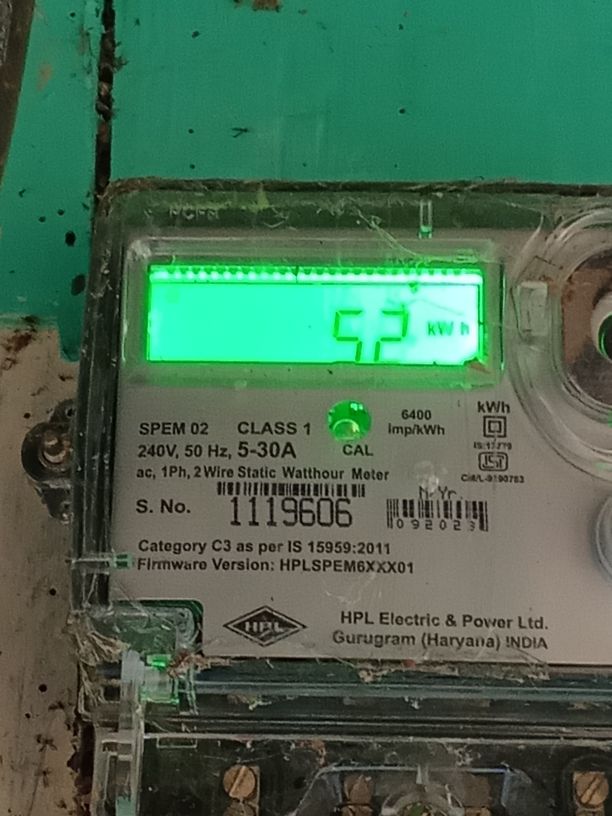 52 kWh
SPEM 02 CLASS 1
6400 imp/kWh
kWh
240V, 50 Hz, 5-30A
CAL
ac, 1Ph, 2 Wire Static Watthour Meter
S. No. 1119606
092023
Category C3 as per IS 15959:2011
Firmware Version: HPLSPEM6XXX01
HPL
HPL Electric & Power Ltd.
Gurugram (Haryana) INDIA